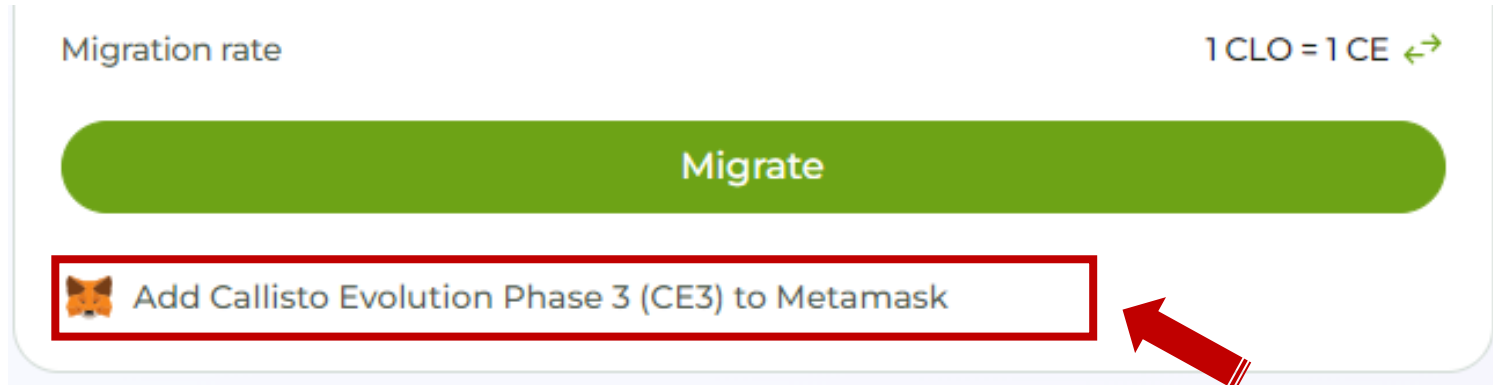 Migration rate
1 CLO = 1 CE
Migrate
Add Callisto Evolution Phase 3 (CE3) to Metamask